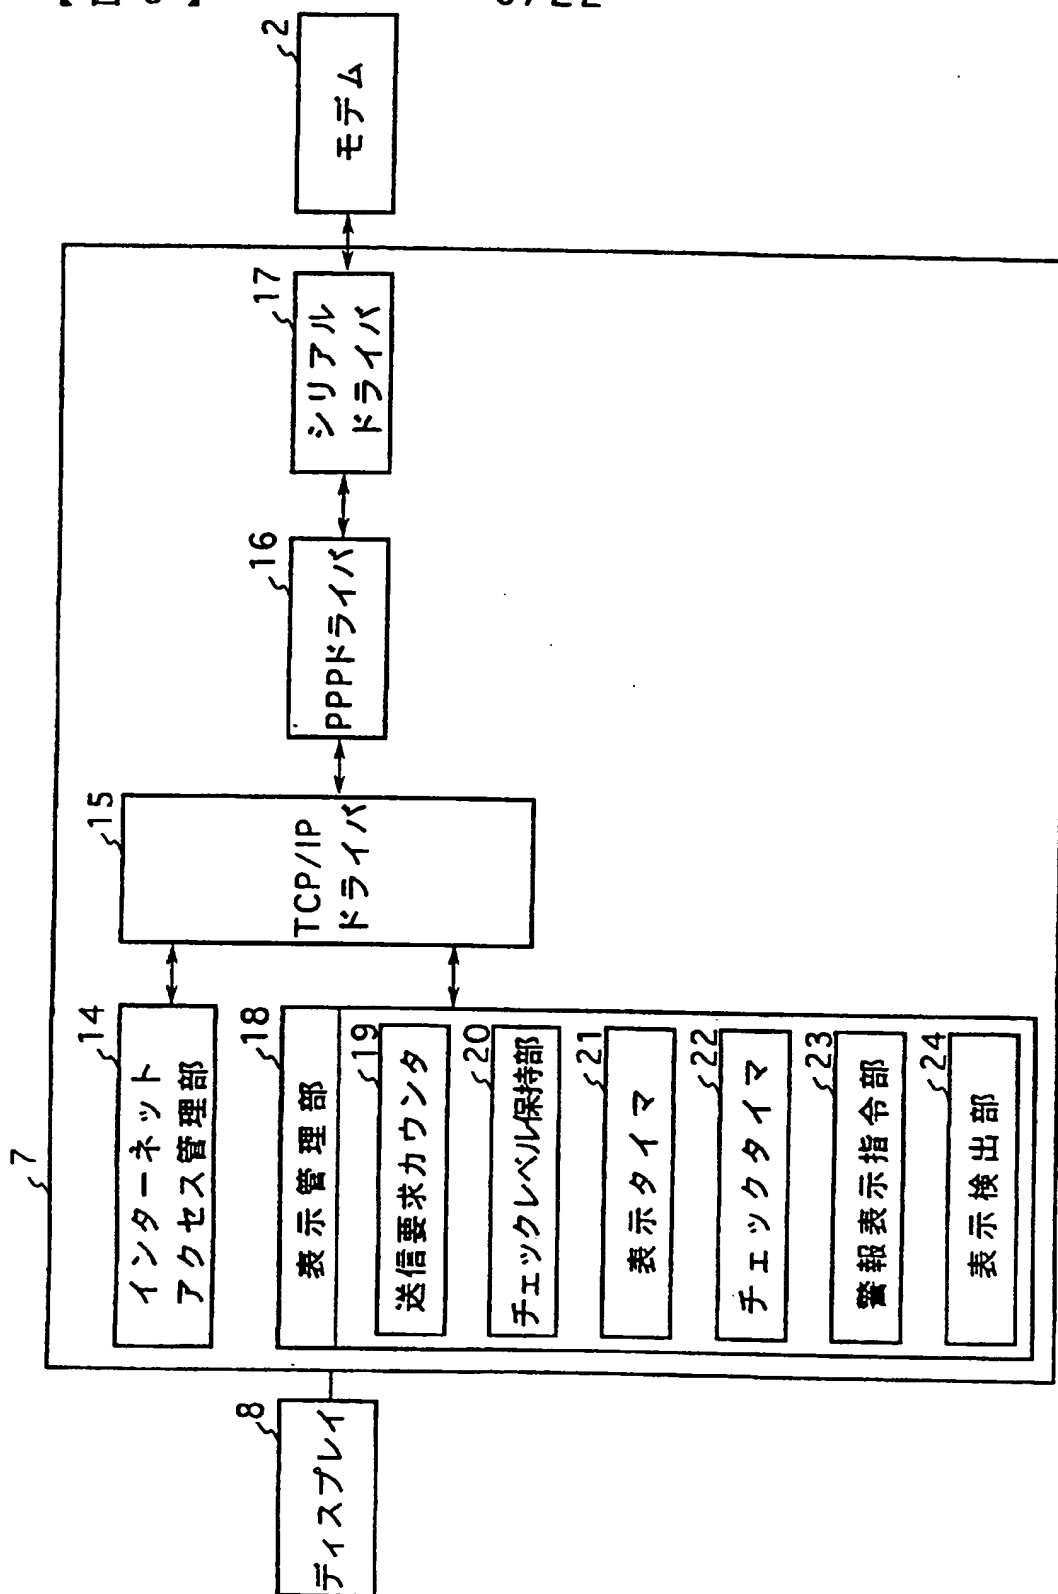 7
8
ディスプレイ
14
インターネット
アクセス管理部
18
表示管理部
19
送信要求カウンタ
20
チェックレベル保持部
21
表示タイマ
22
チェックタイマ
23
警報表示指令部
24
表示検出部
15
TCP/IP
ドライバ
16
PPPドライバ
17
シリアル
ドライバ
2
モデム